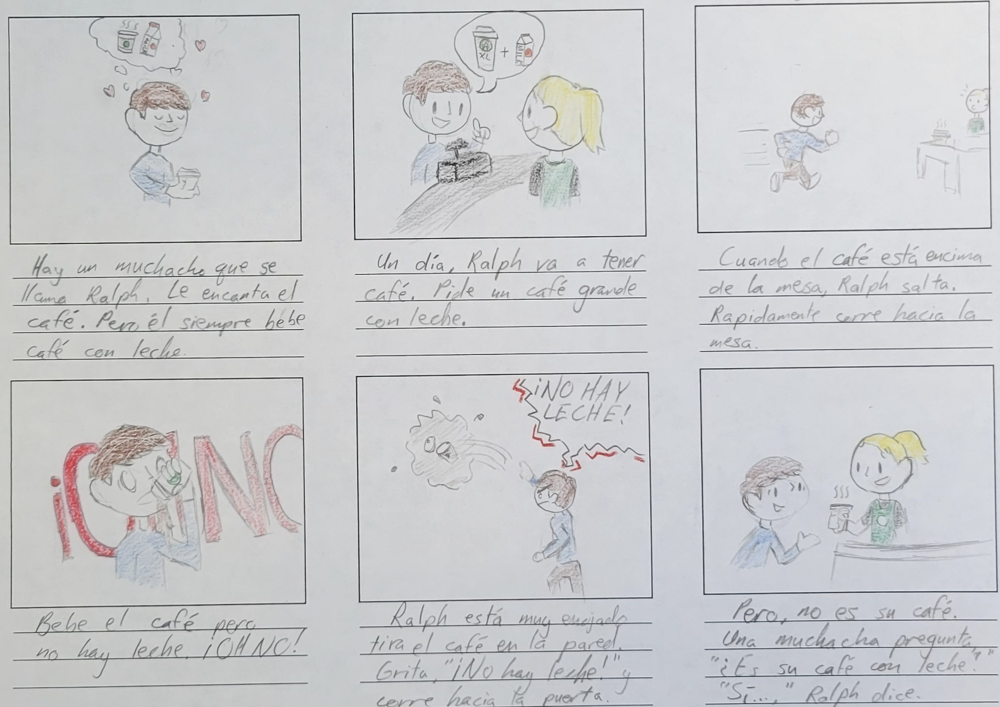 MILK
XL + MILK
Hay un muchacho que se
llama Ralph. Le encanta el
café. Pero él siempre bebe
café con leche.
Un día, Ralph va a tener
café. Pide un café grande
con leche.
Cuando el café está encima
de la mesa, Ralph salta.
Rapidamente corre hacia la
mesa.
¡O NO
Bebe el café pero
no hay leche. ¡OH NO!
¡NO HAY
LECHE!
Ralph está muy enojado
tira el café en la pared.
Grita, "¡No hay leche!" y
corre hacia la puerta.
Pero, no es su café.
Una muchacha pregunta,
"¿Es su café con leche?"
"Sí...," Ralph dice.